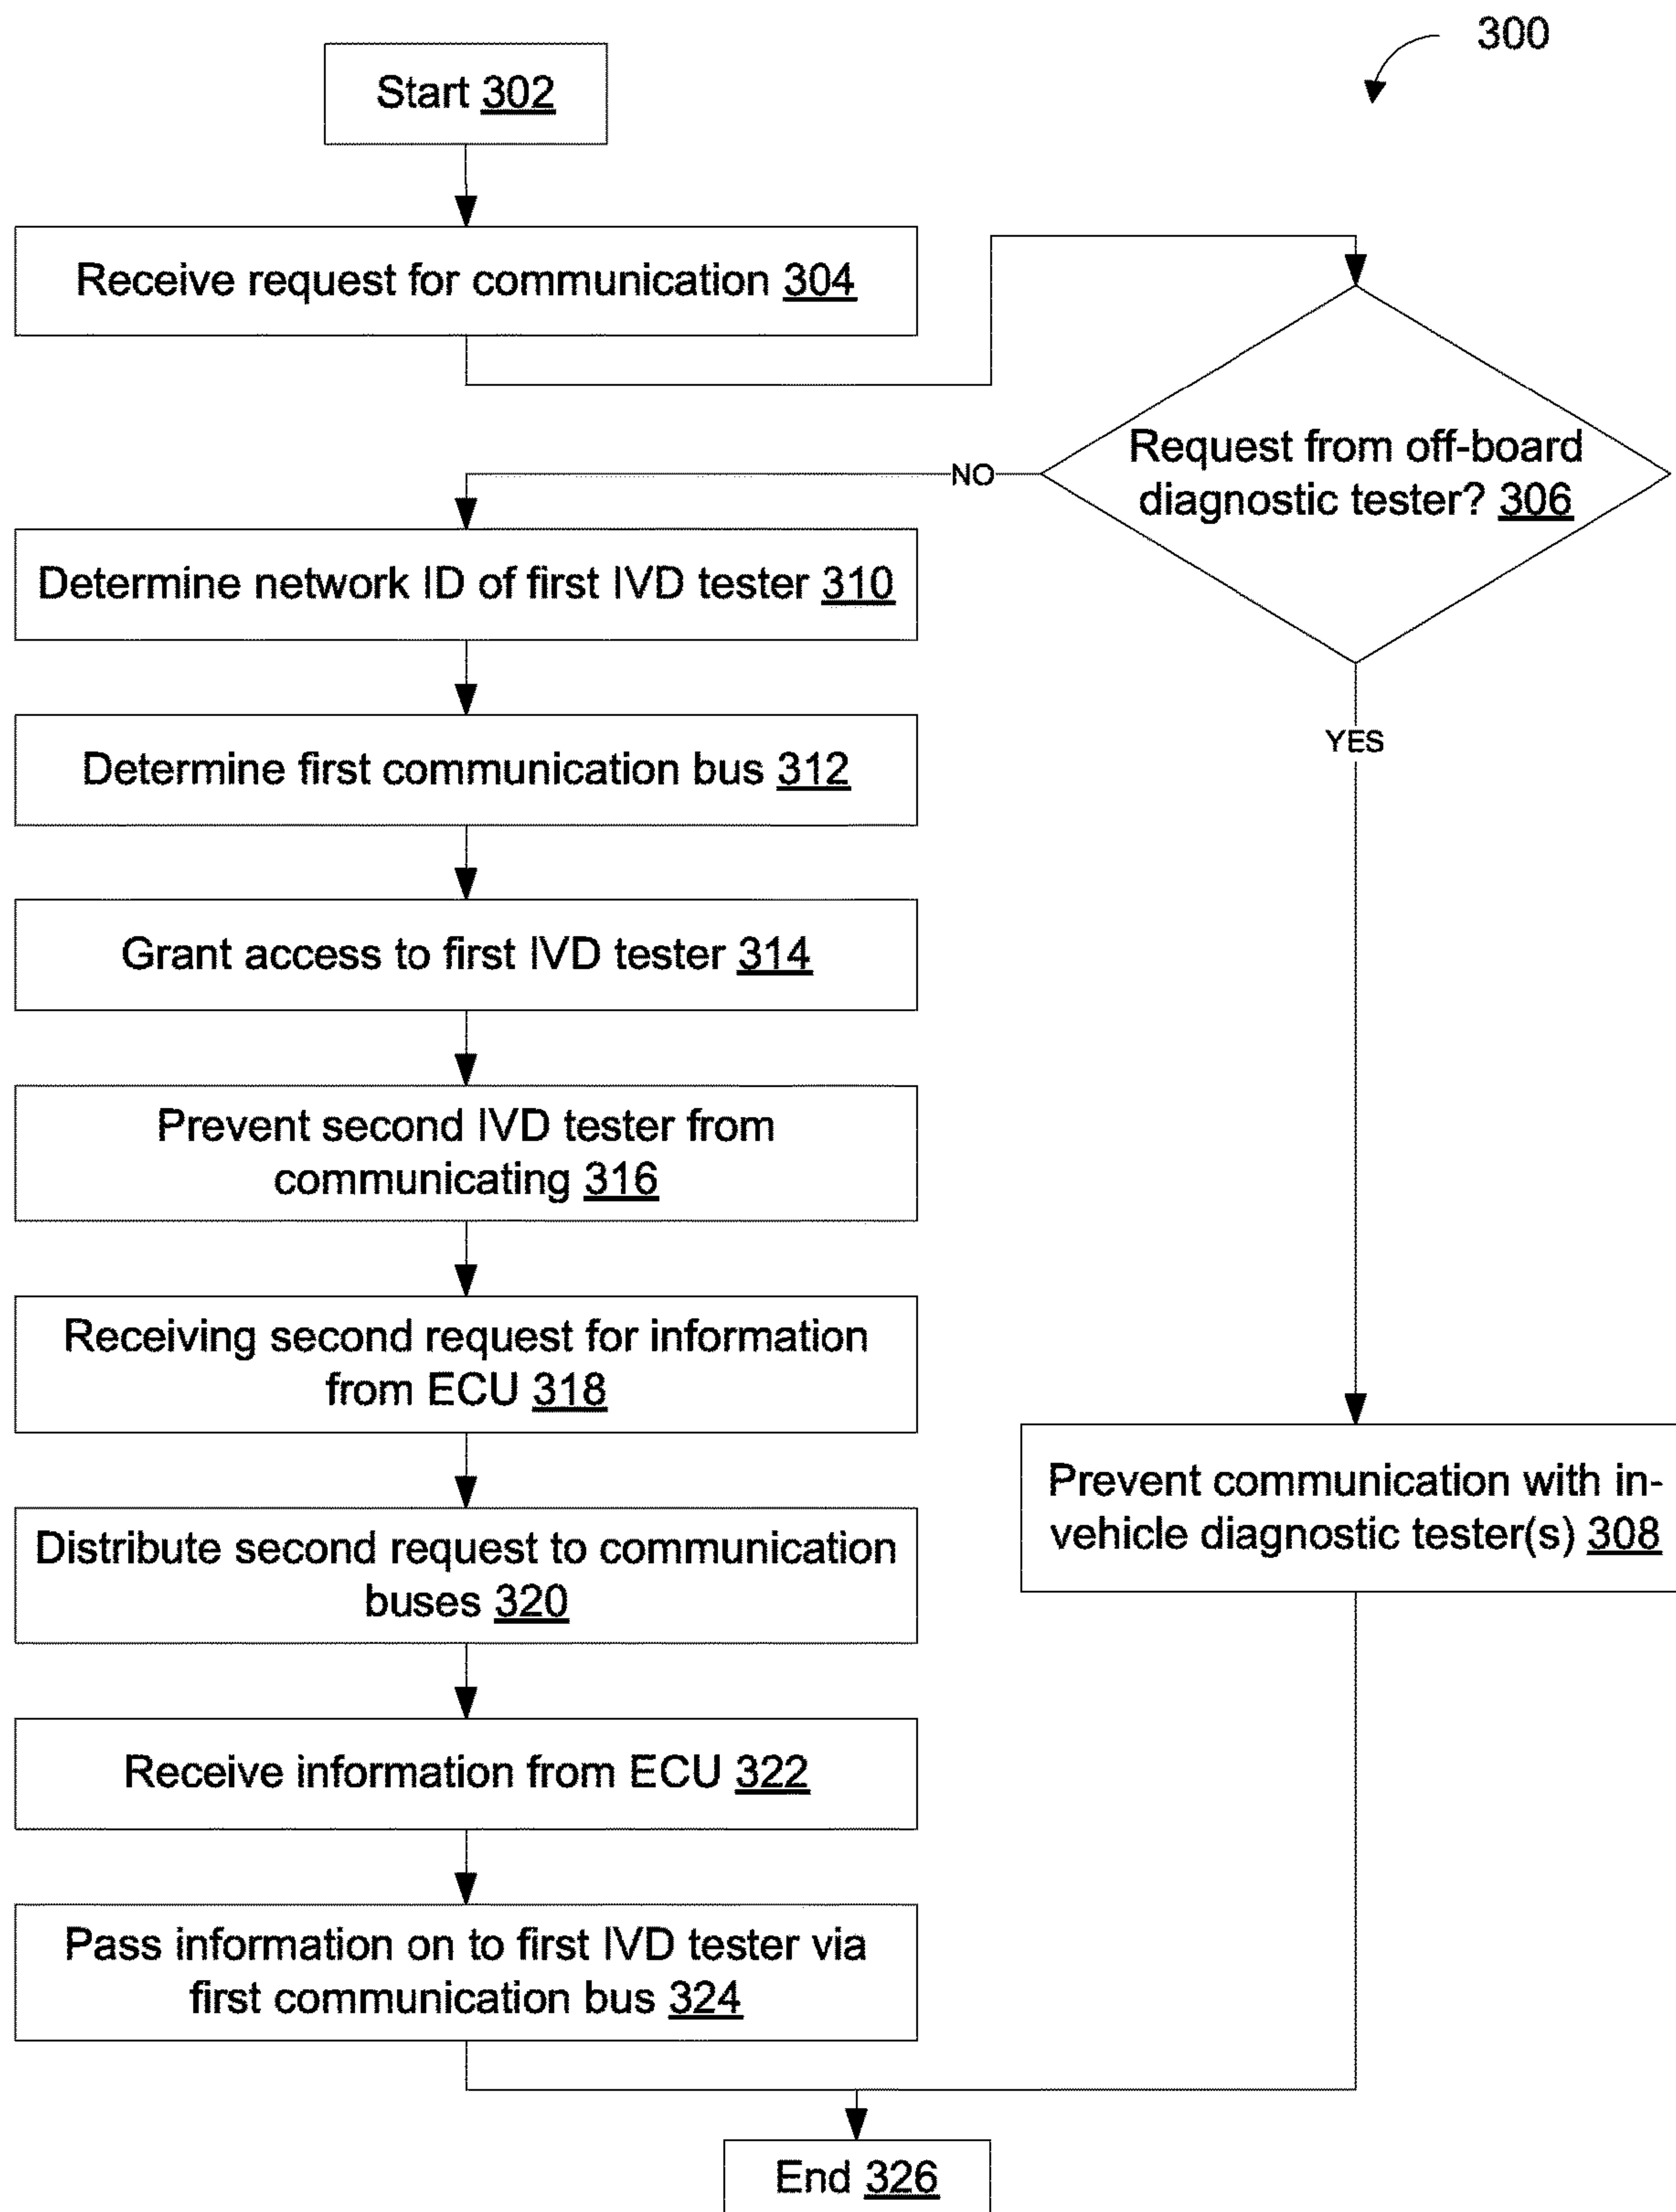 300
Start 302
Receive request for communication 304
Request from off-board
diagnostic tester? 306
NO
YES
Determine network ID of first IVD tester 310
Determine first communication bus 312
Grant access to first IVD tester 314
Prevent second IVD tester from
communicating 316
Receiving second request for information
from ECU 318
Distribute second request to communication
buses 320
Receive information from ECU 322
Pass information on to first IVD tester via
first communication bus 324
Prevent communication with in-
vehicle diagnostic tester(s) 308
End 326